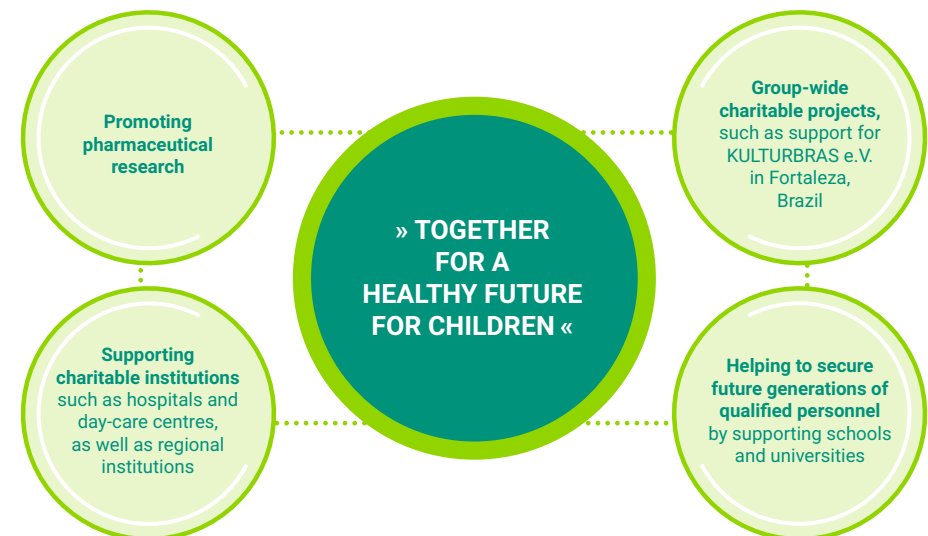 Promoting
pharmaceutical
research
Group-wide
charitable projects,
such as support for
KULTURBRAS e.V.
in Fortaleza,
Brazil
» TOGETHER
FOR A
HEALTHY FUTURE
FOR CHILDREN «
Supporting
charitable institutions
such as hospitals and
day-care centres,
as well as regional
institutions
Helping to secure
future generations of
qualified personnel
by supporting schools
and universities